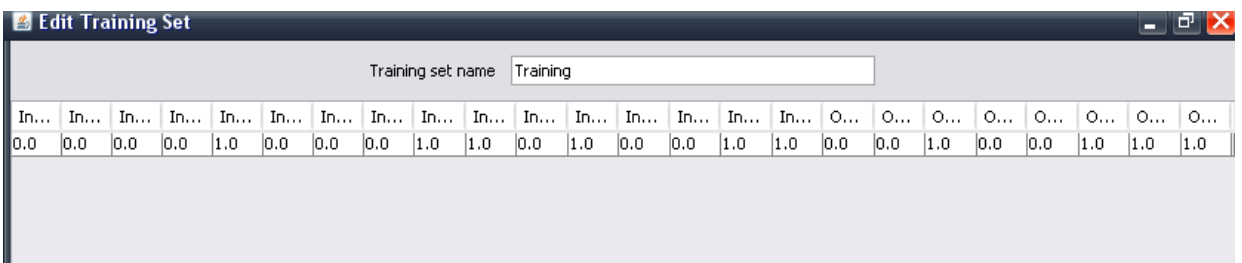 Edit Training Set
Training set name Training
In... In... In... In... In... In... In... In... In... In... In... In... In... In... In... In... O... O... O... O... O... O... O... O...
0.0 0.0 0.0 0.0 1.0 0.0 0.0 0.0 1.0 1.0 0.0 1.0 0.0 0.0 1.0 1.0 0.0 0.0 1.0 0.0 0.0 1.0 1.0 1.0